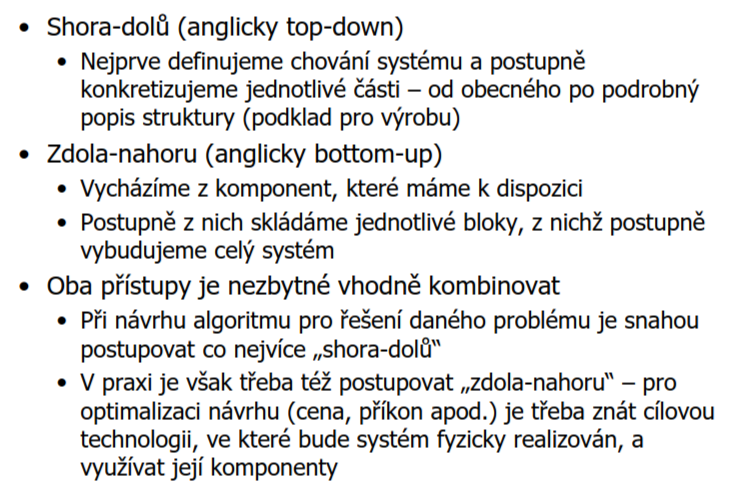 • Shora-dolů (anglicky top-down)
• Nejprve definujeme chování systému a postupně
konkretizujeme jednotlivé části – od obecného po podrobný
popis struktury (podklad pro výrobu)
• Zdola-nahoru (anglicky bottom-up)
• Vycházíme z komponent, které máme k dispozici
• Postupně z nich skládáme jednotlivé bloky, z nichž postupně
vybudujeme celý systém
• Oba přístupy je nezbytné vhodně kombinovat
• Při návrhu algoritmu pro řešení daného problému je snahou
postupovat co nejvíce „shora-dolů“
• V praxi je však třeba též postupovat „zdola-nahoru“ – pro
optimalizaci návrhu (cena, příkon apod.) je třeba znát cílovou
technologii, ve které bude systém fyzicky realizován, a
využívat její komponenty